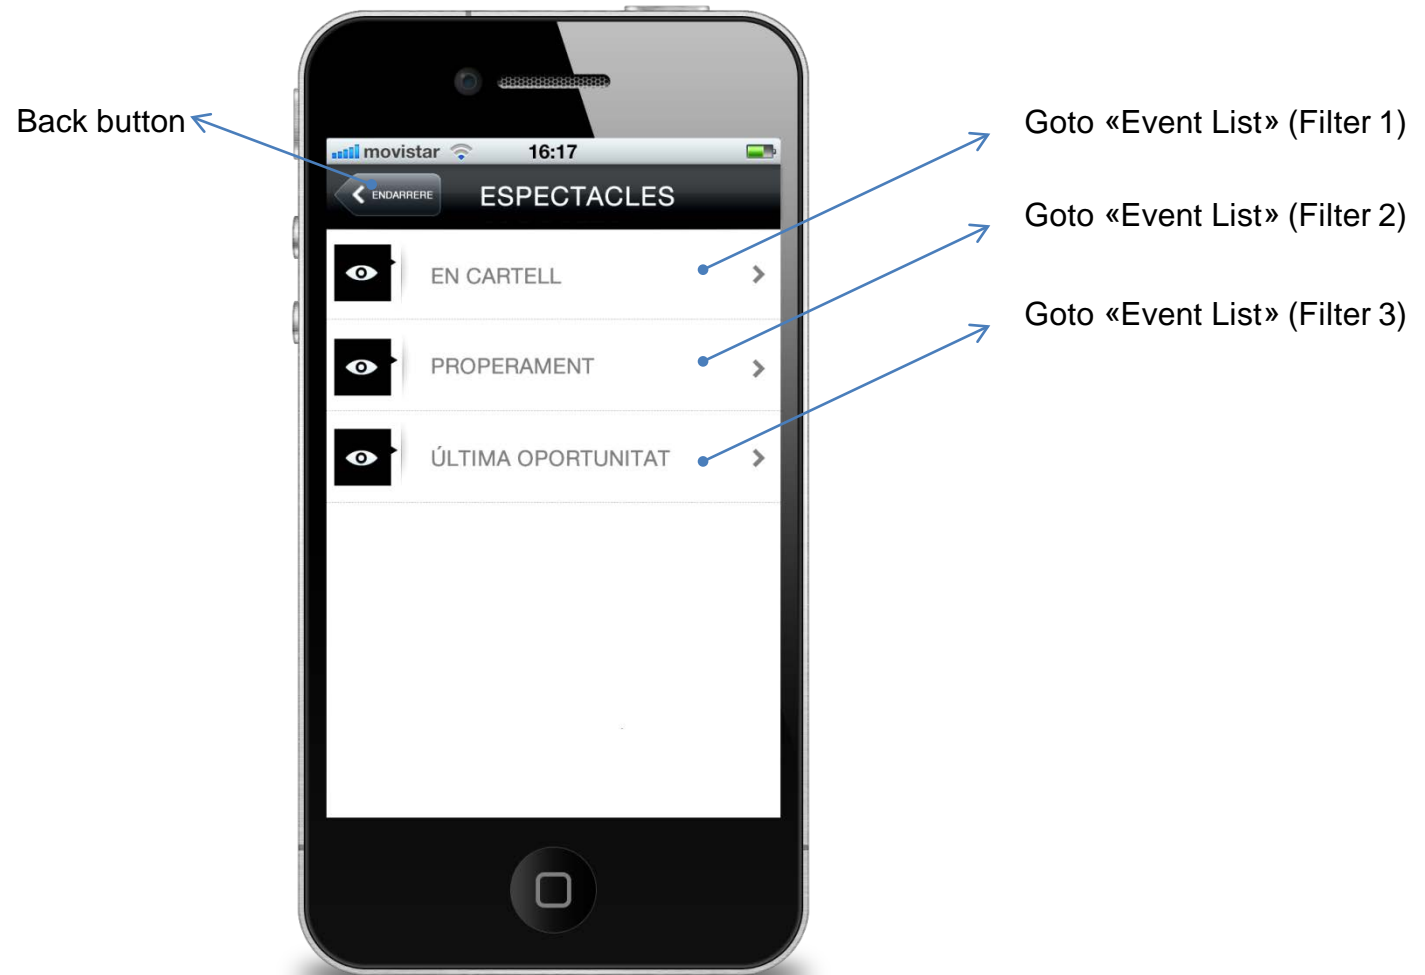 Back button
Goto «Event List» (Filter 1)
movistar 16:17
ENDARRERE ESPECTACLES
Goto «Event List» (Filter 2)
EN CARTELL
Goto «Event List» (Filter 3)
PROPERAMENT
ÚLTIMA OPORTUNITAT